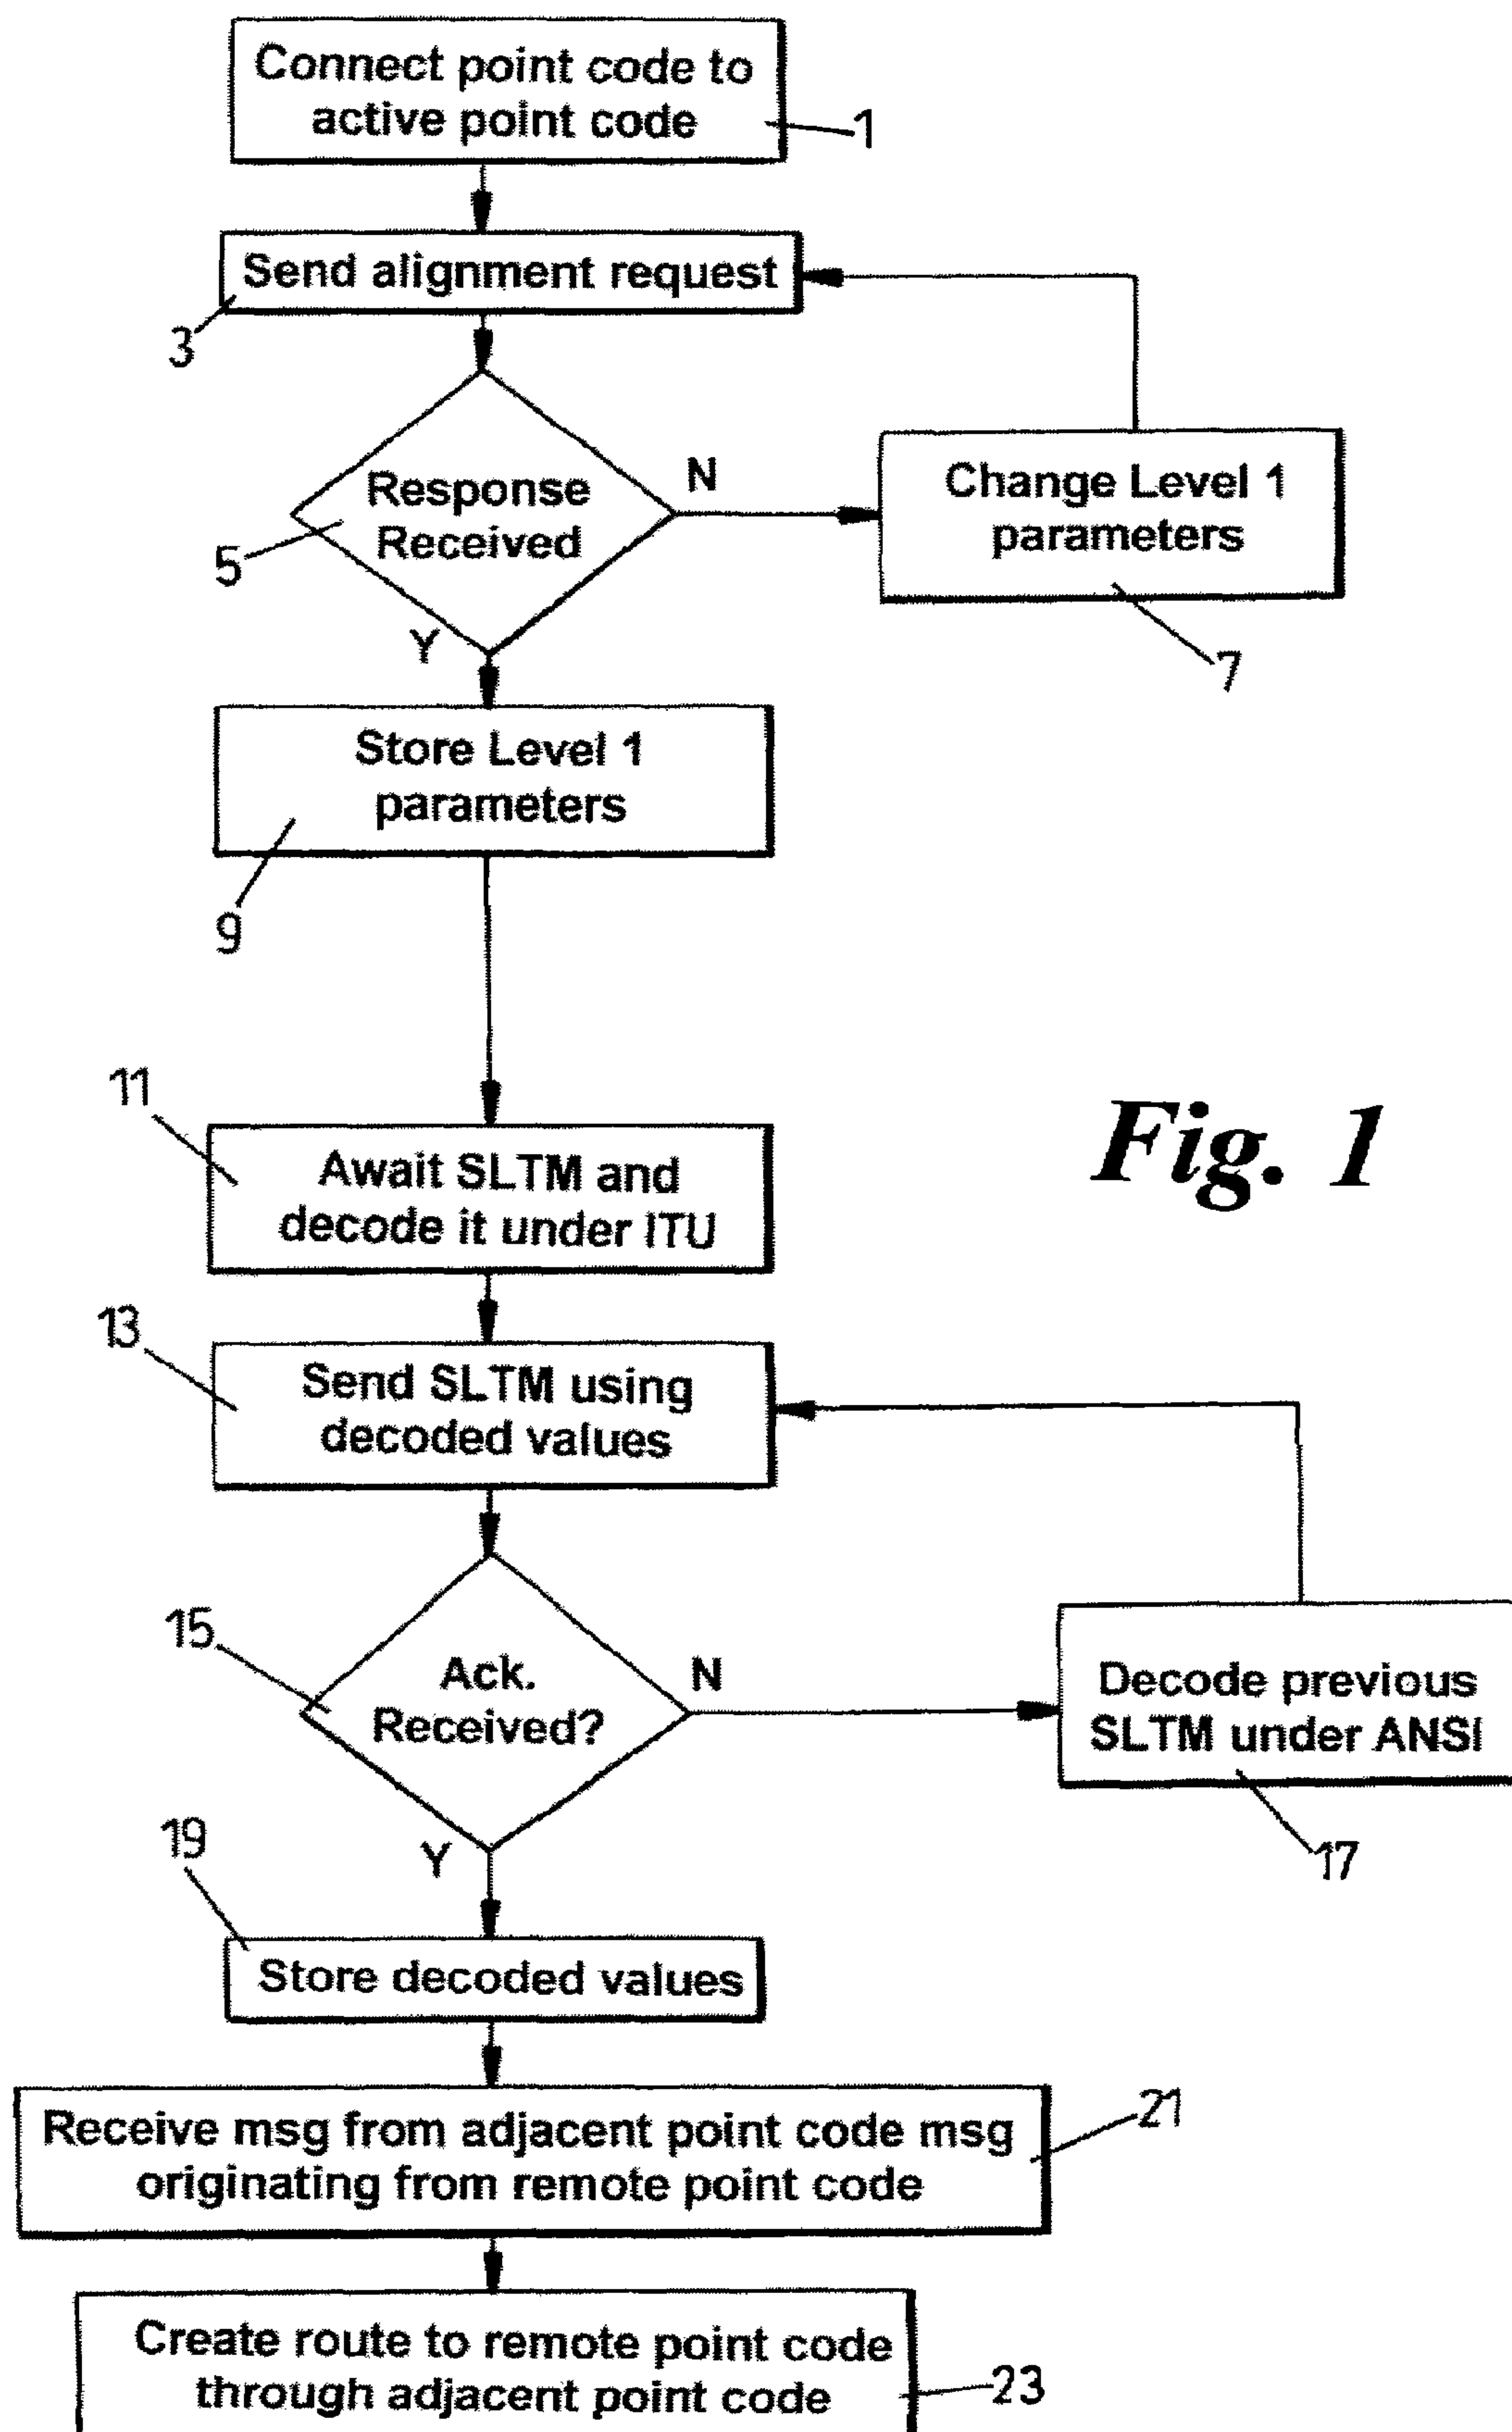 Connect point code to
active point code
1
Send alignment request
3
Response
Received
5
N
Change Level 1
parameters
7
Y
Store Level 1
parameters
9
11
Await SLTM and
decode it under ITU
Fig. 1
13
Send SLTM using
decoded values
15
Ack.
Received?
N
Decode previous
SLTM under ANSI
17
Y
19
Store decoded values
Receive msg from adjacent point code msg
originating from remote point code
21
Create route to remote point code
through adjacent point code
23